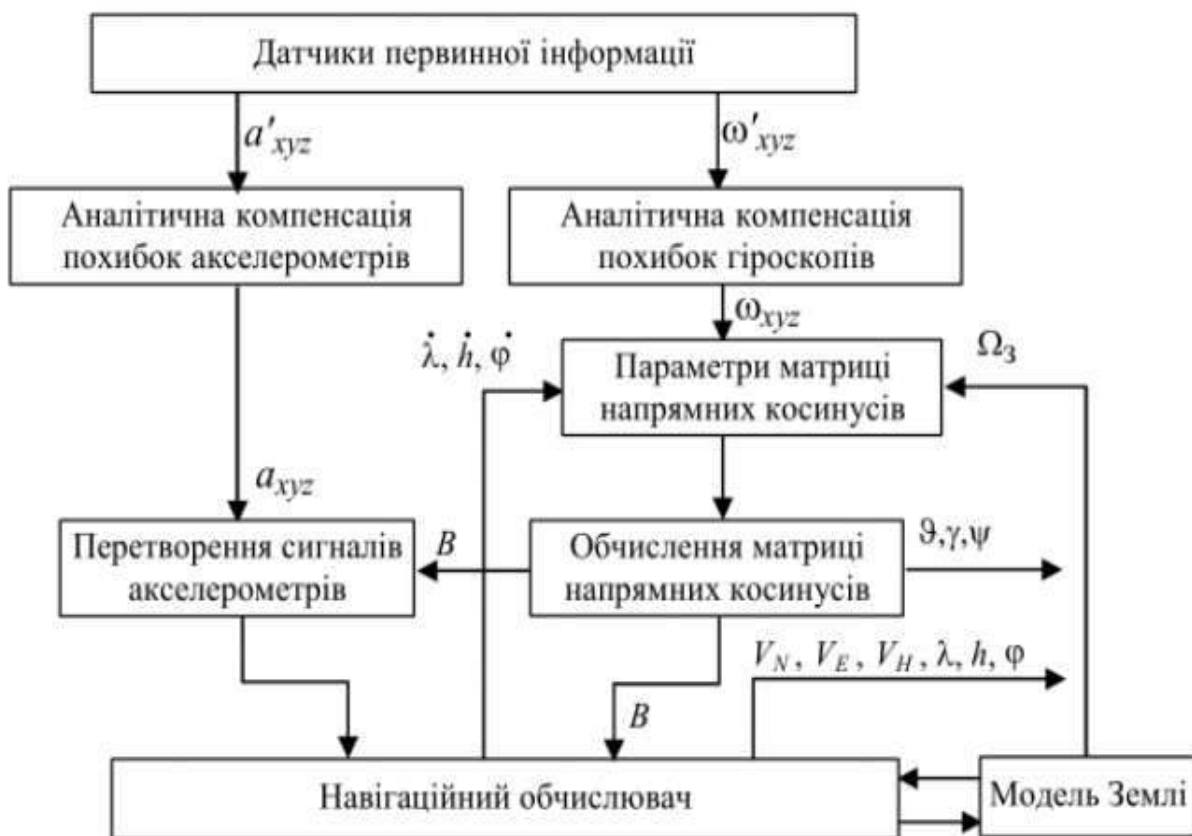 Датчики первинної інформації
a′xyz
ω′xyz
Аналітична компенсація
похибок акселерометрів
Аналітична компенсація
похибок гіроскопів
ωxyz
λ̇, ḣ, φ̇
Ω3
Параметри матриці
напрямних косинусів
axyz
Перетворення сигналів
акселерометрів
B
Обчислення матриці
напрямних косинусів
ϑ,γ,ψ
VN , VE , VH , λ, h, φ
B
Навігаційний обчислювач
Модель Землі